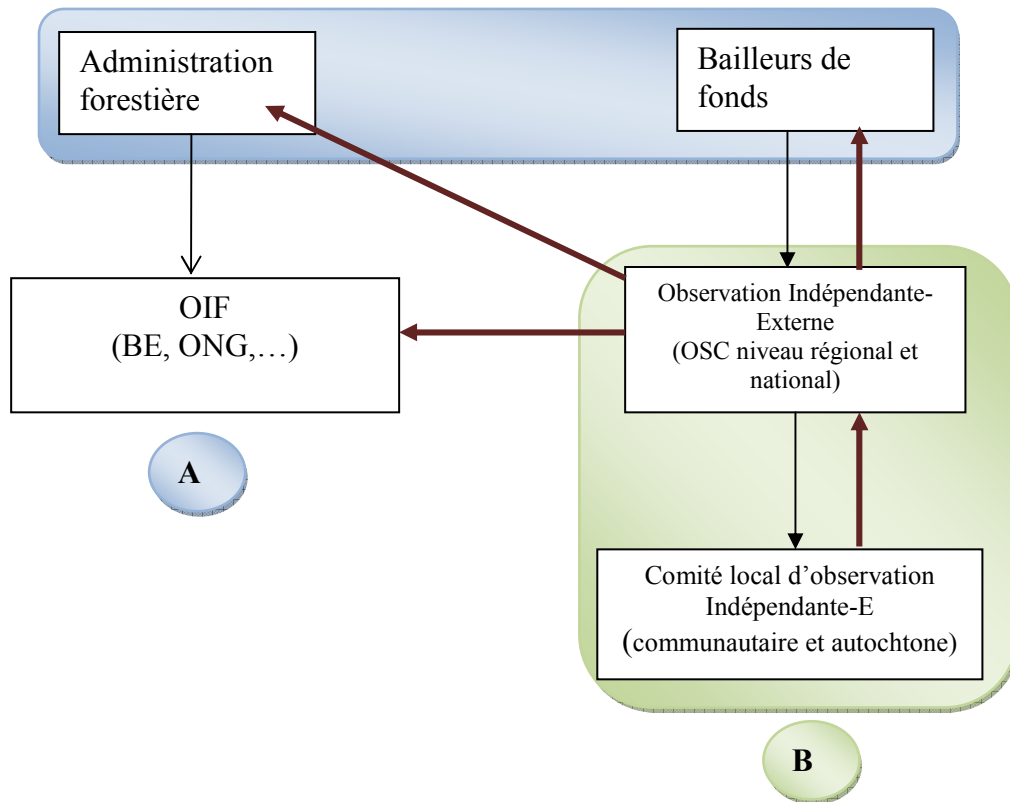 Administration
forestière
Bailleurs de
fonds
OIF
(BE, ONG,…)
Observation Indépendante-
Externe
(OSC niveau régional et
national)
A
Comité local d’observation
Indépendante-E
(communautaire et autochtone)
B